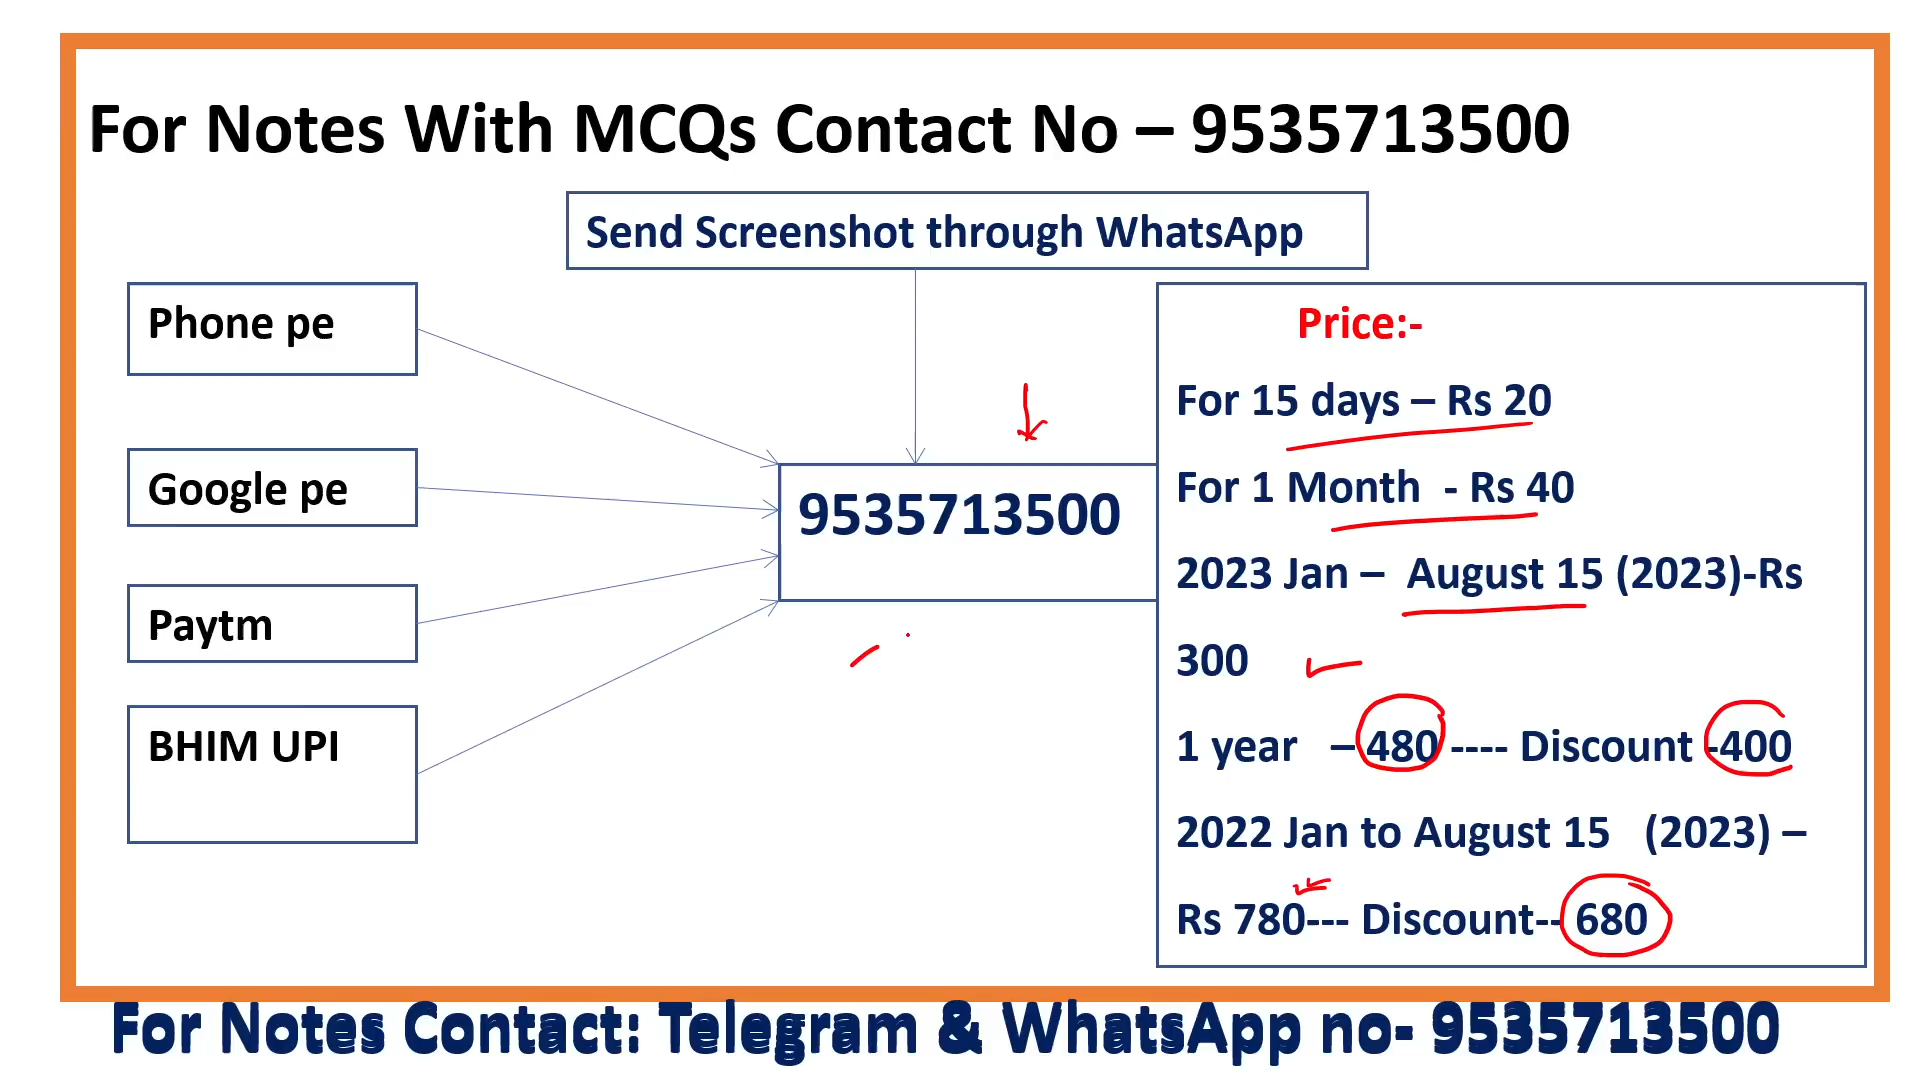 For Notes With MCQs Contact No – 9535713500
Send Screenshot through WhatsApp
Phone pe
Google pe
Paytm
BHIM UPI
9535713500
Price:-
For 15 days – Rs 20
For 1 Month - Rs 40
2023 Jan – August 15 (2023)-Rs
300
1 year – 480 ---- Discount -400
2022 Jan to August 15 (2023) –
Rs 780--- Discount-- 680
For Notes Contact: Telegram & WhatsApp no- 9535713500